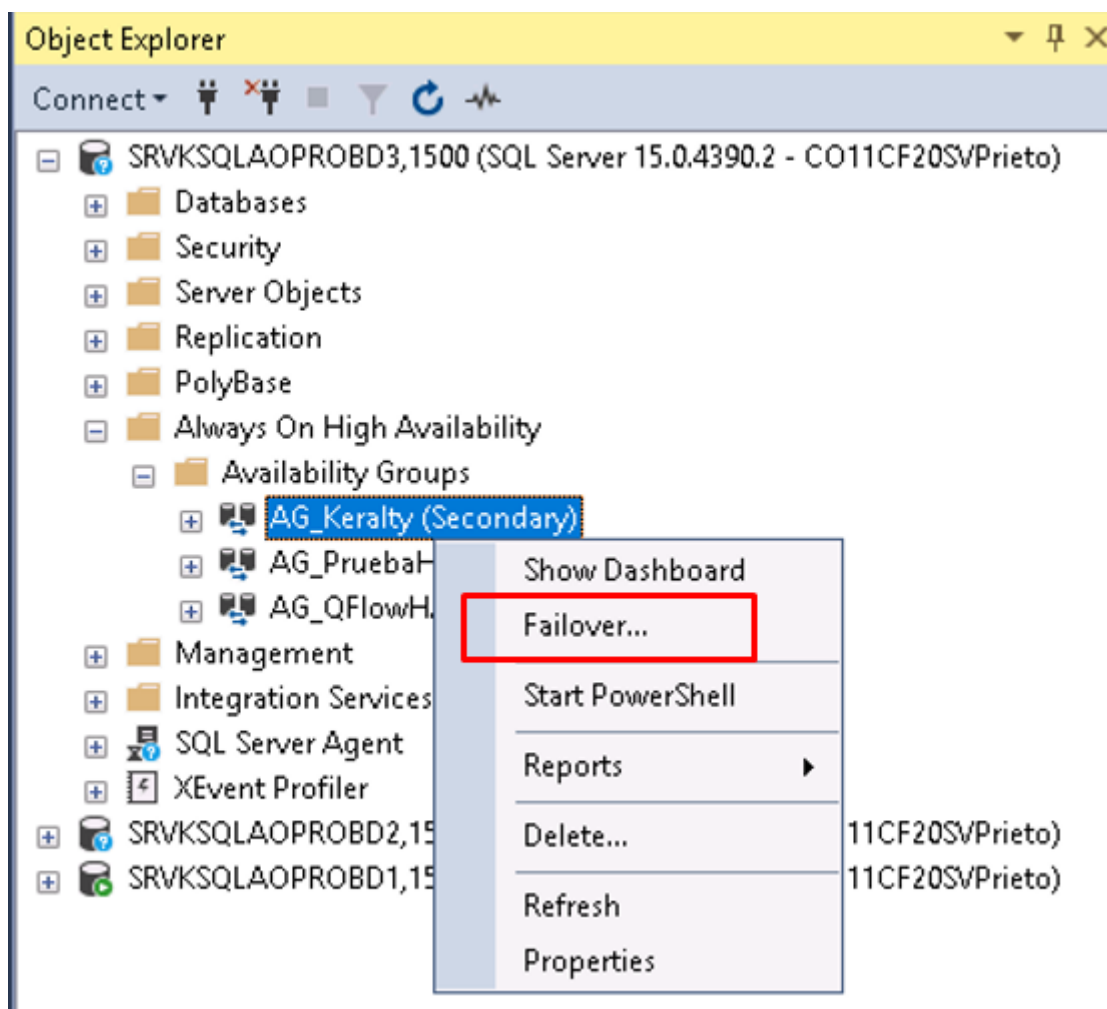 Object Explorer
Connect
SRVKSQLAOPROBD3,1500 (SQL Server 15.0.4390.2 - CO11CF20SVPrieto)
Databases
Security
Server Objects
Replication
PolyBase
Always On High Availability
Availability Groups
AG_Keralty (Secondary)
AG_PruebaH
Show Dashboard
AG_QFlowH
Failover...
Management
Integration Services
Start PowerShell
SQL Server Agent
Reports
XEvent Profiler
SRVKSQLAOPROBD2,15 11CF20SVPrieto)
Delete...
SRVKSQLAOPROBD1,15 11CF20SVPrieto)
Refresh
Properties